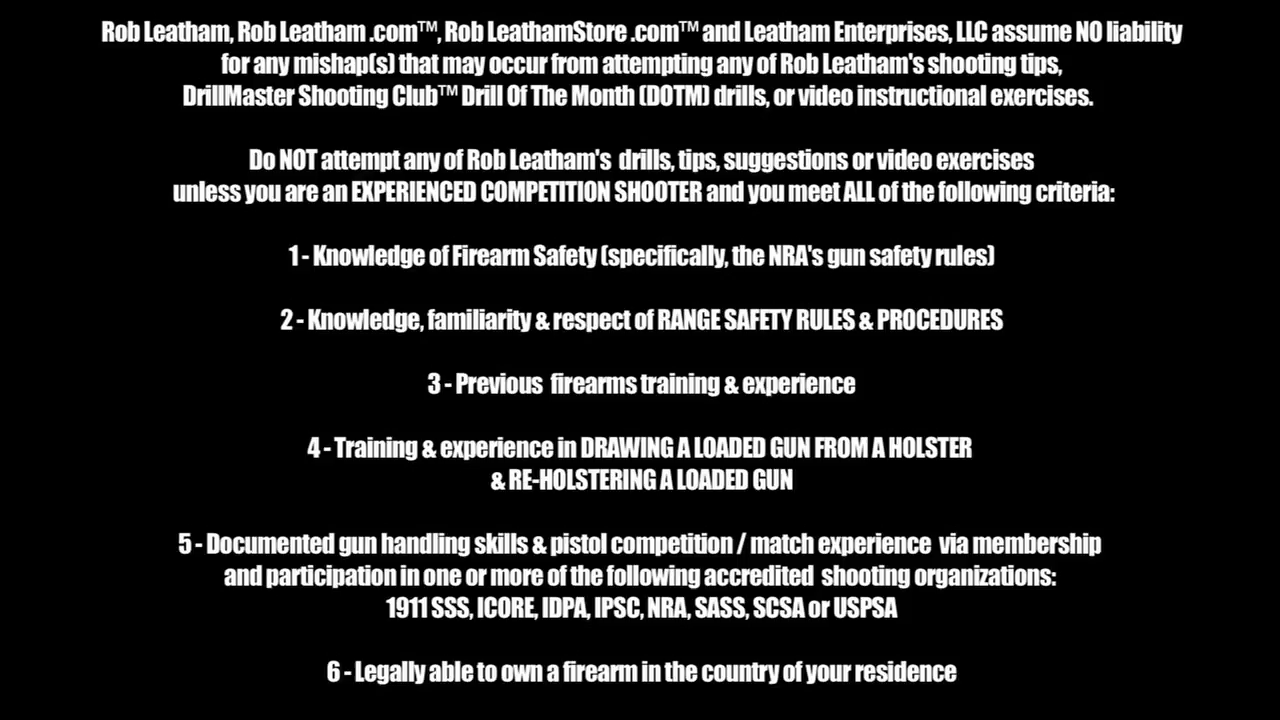 Rob Leatham, Rob Leatham .com™, Rob LeathamStore .com™ and Leatham Enterprises, LLC assume NO liability
for any mishap(s) that may occur from attempting any of Rob Leatham's shooting tips,
DrillMaster Shooting Club™ Drill Of The Month (DOTM) drills, or video instructional exercises.
Do NOT attempt any of Rob Leatham's drills, tips, suggestions or video exercises
unless you are an EXPERIENCED COMPETITION SHOOTER and you meet ALL of the following criteria:
1 - Knowledge of Firearm Safety (specifically, the NRA's gun safety rules)
2 - Knowledge, familiarity & respect of RANGE SAFETY RULES & PROCEDURES
3 - Previous firearms training & experience
4 - Training & experience in DRAWING A LOADED GUN FROM A HOLSTER
& RE-HOLSTERING A LOADED GUN
5 - Documented gun handling skills & pistol competition / match experience via membership
and participation in one or more of the following accredited shooting organizations:
1911 SSS, ICORE, IDPA, IPSC, NRA, SASS, SCSA or USPSA
6 - Legally able to own a firearm in the country of your residence